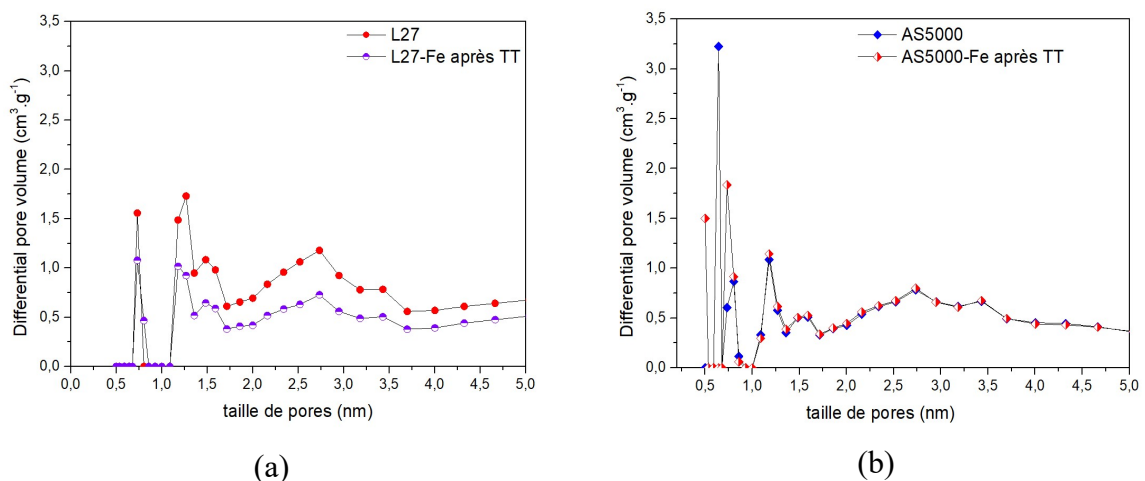 3,5
3,0
2,5
2,0
1,5
1,0
0,5
0,0
Differential pore volume (cm³.g⁻¹)
L27
L27-Fe après TT
0,0 0,5 1,0 1,5 2,0 2,5 3,0 3,5 4,0 4,5 5,0
taille de pores (nm)
(a)
3,5
3,0
2,5
2,0
1,5
1,0
0,5
0,0
Differential pore volume (cm³.g⁻¹)
AS5000
AS5000-Fe après TT
0,5 1,0 1,5 2,0 2,5 3,0 3,5 4,0 4,5 5,0
taille de pores (nm)
(b)